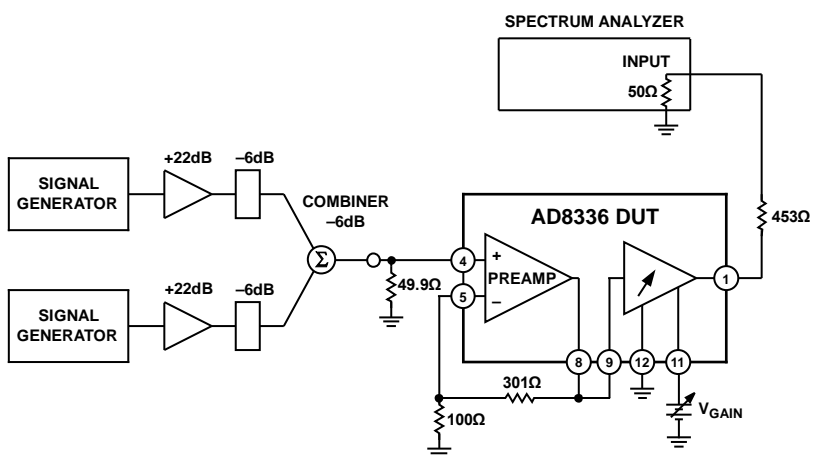 SPECTRUM ANALYZER
INPUT
50Ω
+22dB
–6dB
SIGNAL
GENERATOR
COMBINER
–6dB
Σ
AD8336 DUT
453Ω
49.9Ω
4
+
PREAMP
5
–
1
+22dB
–6dB
SIGNAL
GENERATOR
8
9
12
11
301Ω
100Ω
VGAIN